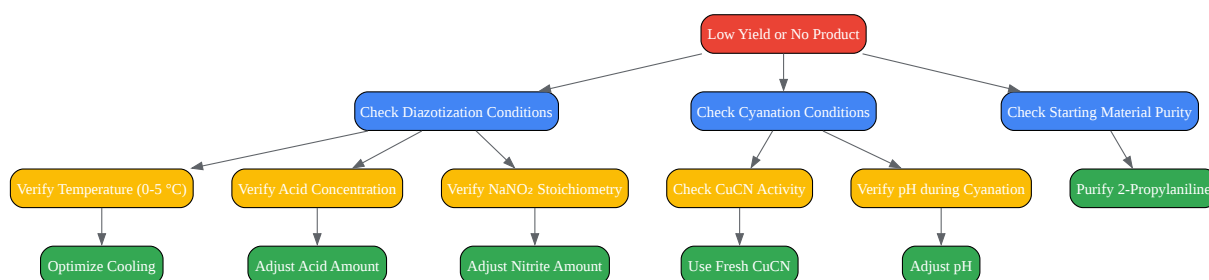 Low Yield or No Product
Check Diazotization Conditions
Check Cyanation Conditions
Check Starting Material Purity
Verify Temperature (0-5 °C)
Verify Acid Concentration
Verify NaNO₂ Stoichiometry
Check CuCN Activity
Verify pH during Cyanation
Purify 2-Propylaniline
Optimize Cooling
Adjust Acid Amount
Adjust Nitrite Amount
Use Fresh CuCN
Adjust pH